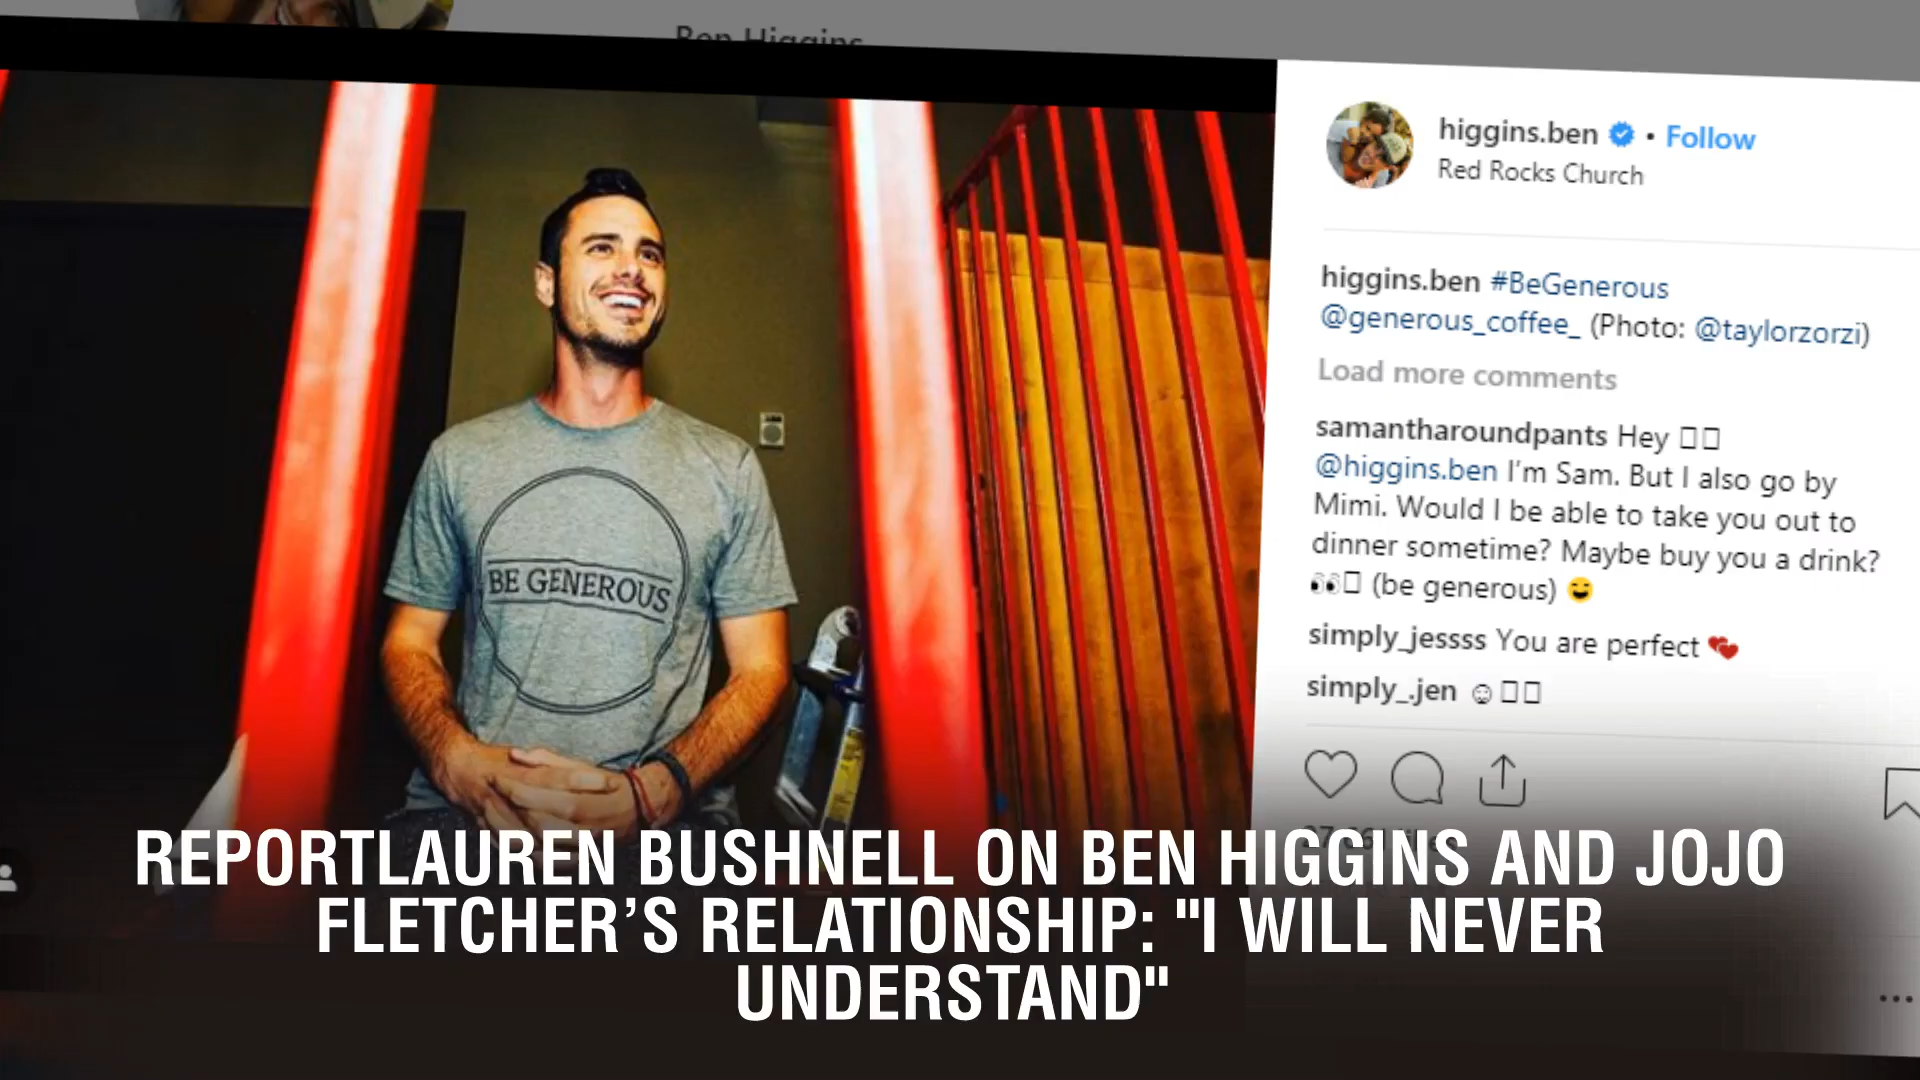 Ben Higgins
higgins.ben • Follow
Red Rocks Church
higgins.ben #BeGenerous
@generous_coffee_ (Photo: @taylorzorzi)
Load more comments
samantharoundpants Hey
@higgins.ben I'm Sam. But I also go by
Mimi. Would I be able to take you out to
dinner sometime? Maybe buy you a drink?
👀 (be generous) 😄
simply_jessss You are perfect 💕
simply_.jen ☺
BE GENEROUS
REPORTLAUREN BUSHNELL ON BEN HIGGINS AND JOJO
FLETCHER’S RELATIONSHIP: "I WILL NEVER
UNDERSTAND"